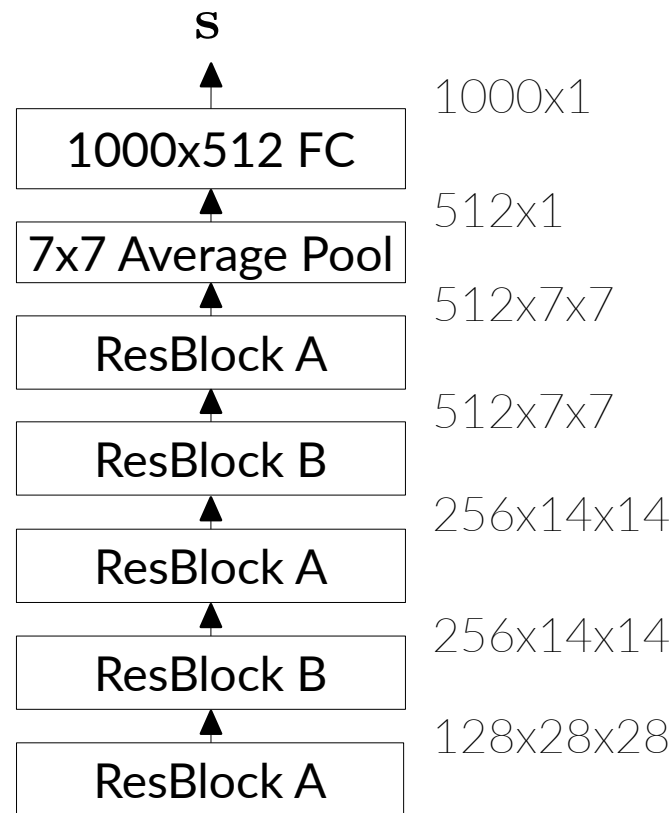 s
1000x1
1000x512 FC
512x1
7x7 Average Pool
512x7x7
ResBlock A
512x7x7
ResBlock B
256x14x14
ResBlock A
256x14x14
ResBlock B
128x28x28
ResBlock A